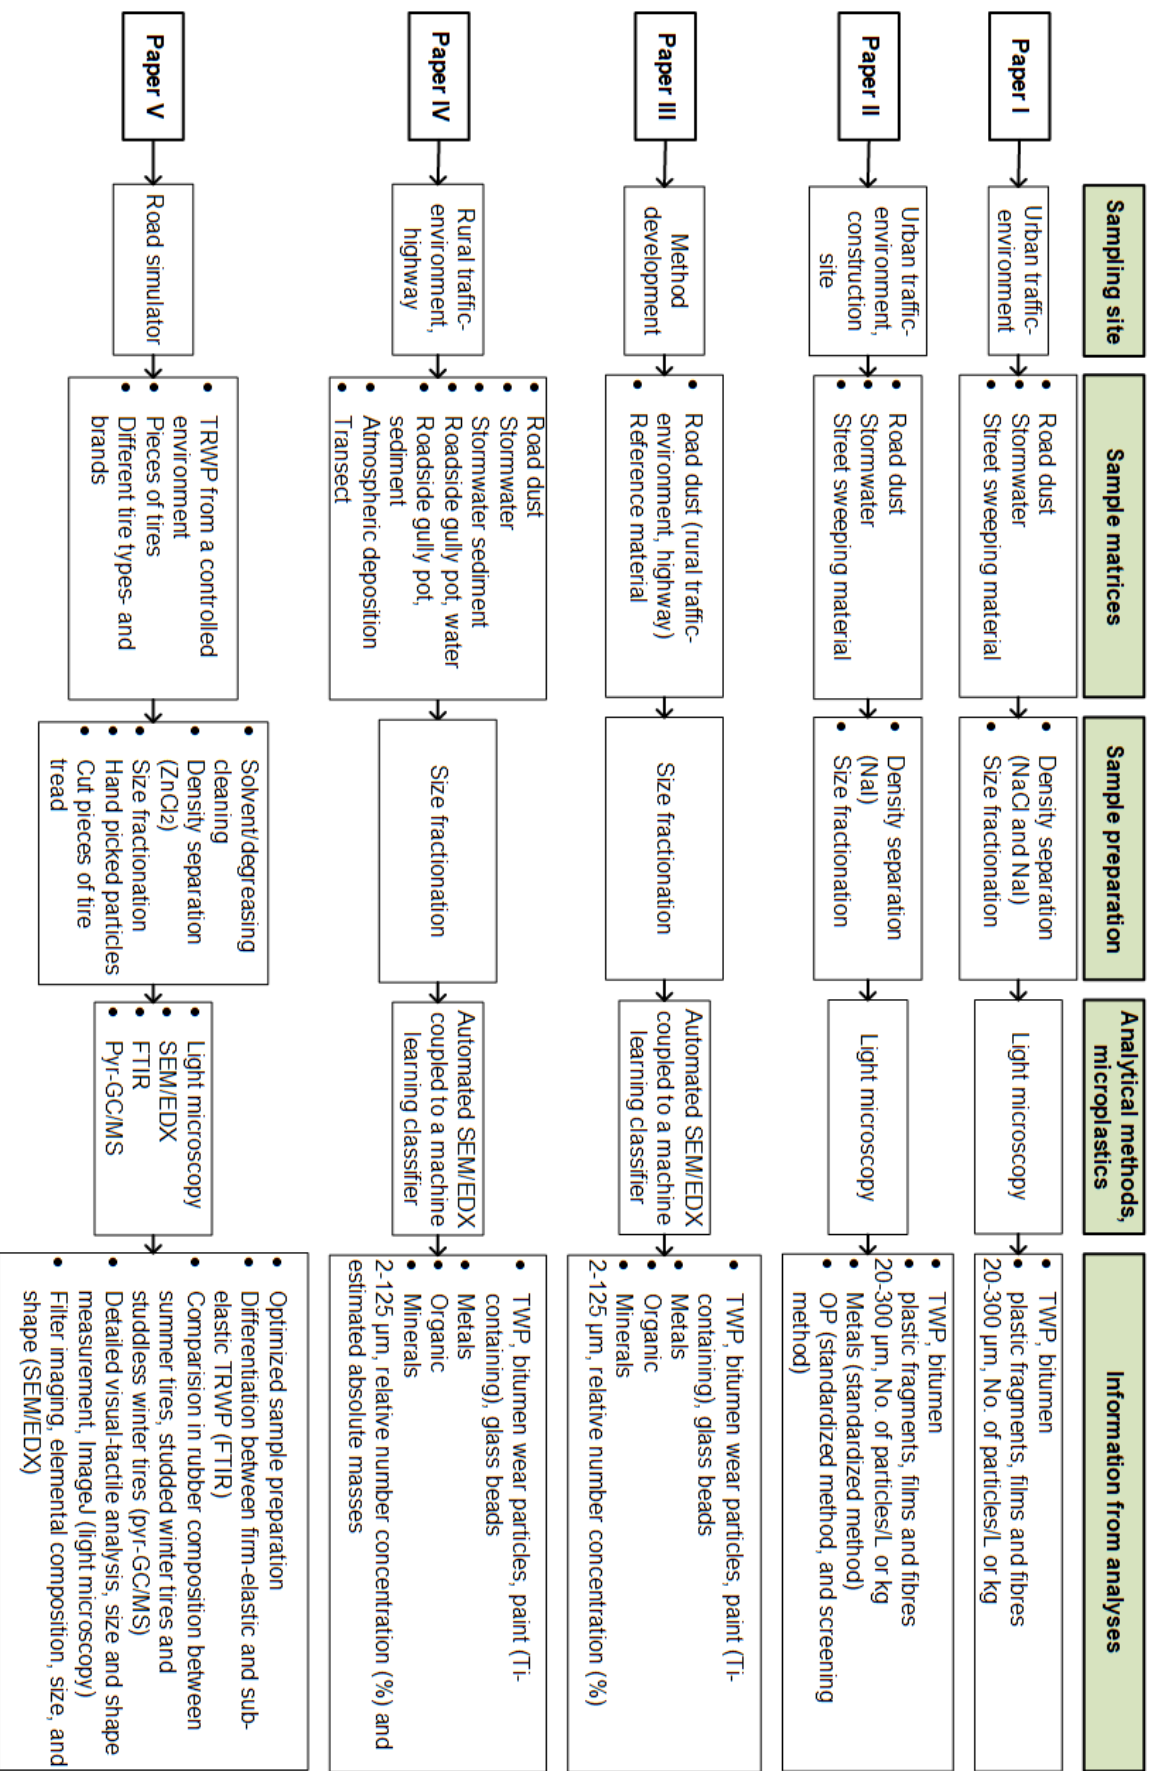 Sampling site
Sample matrices
Sample preparation
Analytical methods,
microplastics
Information from analyses
Paper I
Urban traffic-
environment
• Road dust
• Stormwater
• Street sweeping material
• Density separation
(NaCl and NaI)
• Size fractionation
Light microscopy
• TWP, bitumen
• plastic fragments, films and fibres
20-300 µm, No. of particles/L or kg
Paper II
Urban traffic-
environment,
construction
site
• Road dust
• Stormwater
• Street sweeping material
• Density separation
(NaI)
• Size fractionation
Light microscopy
• TWP, bitumen
• plastic fragments, films and fibres
20-300 µm, No. of particles/L or kg
• Metals (standardized method)
• OP (standardized method, and screening
method)
Paper III
Method
development
• Road dust (rural traffic-
environment, highway)
• Reference material
Size fractionation
Automated SEM/EDX
coupled to a machine
learning classifier
• TWP, bitumen wear particles, paint (Ti-
containing), glass beads
• Metals
• Organic
• Minerals
2-125 µm, relative number concentration (%)
Paper IV
Rural traffic-
environment,
highway
• Road dust
• Stormwater
• Stormwater sediment
• Roadside gully pot, water
• Roadside gully pot,
sediment
• Atmospheric deposition
• Transect
Size fractionation
Automated SEM/EDX
coupled to a machine
learning classifier
• TWP, bitumen wear particles, paint (Ti-
containing), glass beads
• Metals
• Organic
• Minerals
2-125 µm, relative number concentration (%) and
estimated absolute masses
Paper V
Road simulator
• TRWP from a controlled
environment
• Pieces of tires
• Different tire types- and
brands
• Solvent/degreasing
cleaning
• Density separation
(ZnCl2)
• Size fractionation
• Hand picked particles
• Cut pieces of tire
tread
• Light microscopy
• SEM/EDX
• FTIR
• Pyr-GC/MS
• Optimized sample preparation
• Differentiation between firm-elastic and sub-
elastic TRWP (FTIR)
• Comparision in rubber composition between
summer tires, studded winter tires and
studdless winter tires (pyr-GC/MS)
• Detailed visual-tactile analysis, size and shape
measurement, ImageJ (light microscopy)
• Filter imaging, elemental composition, size, and
shape (SEM/EDX)